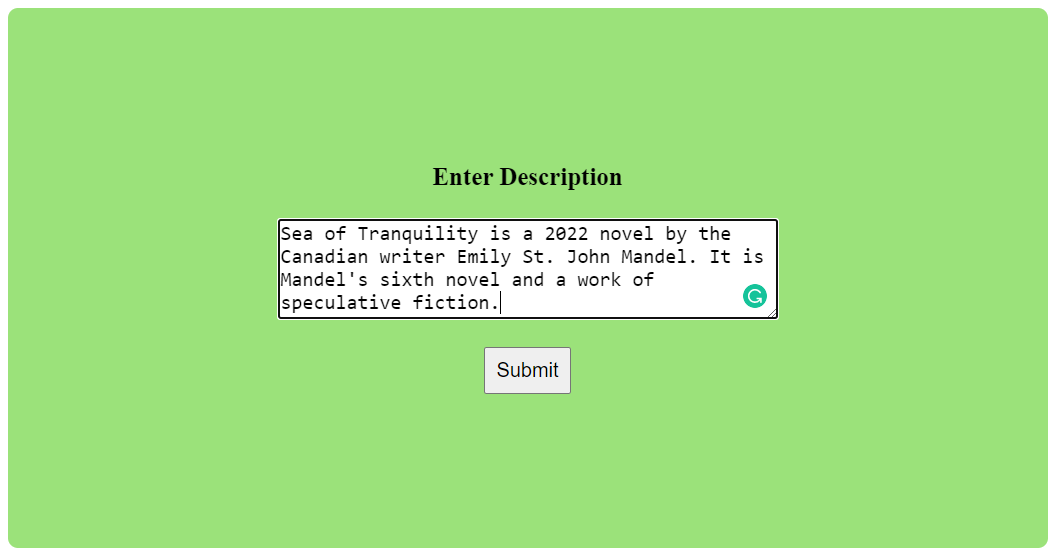 Enter Description
Sea of Tranquility is a 2022 novel by the
Canadian writer Emily St. John Mandel. It is
Mandel's sixth novel and a work of
speculative fiction.
Submit